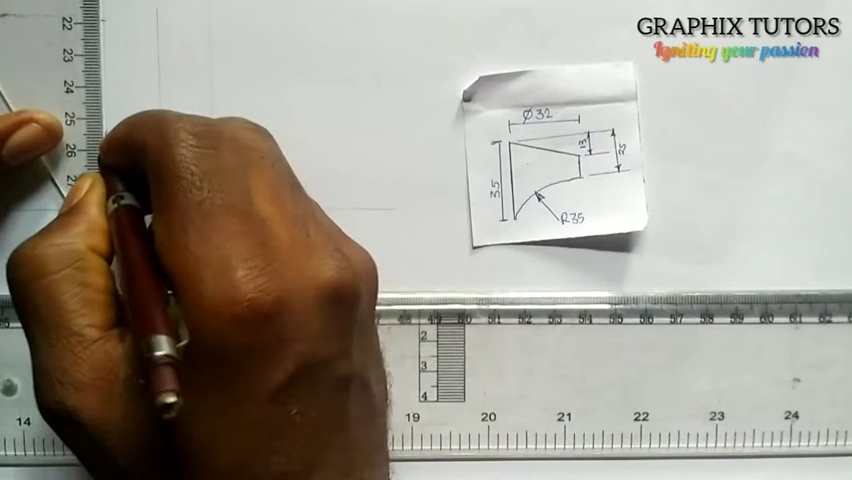 GRAPHIX TUTORS
Igniting your passion
Ø32
13
25
35
R35
22
23
24
25
26
48 49 50 51 52 53 54 55 56 57 58 59 60 61 62
2
3
4
14 19 20 21 22 23 24